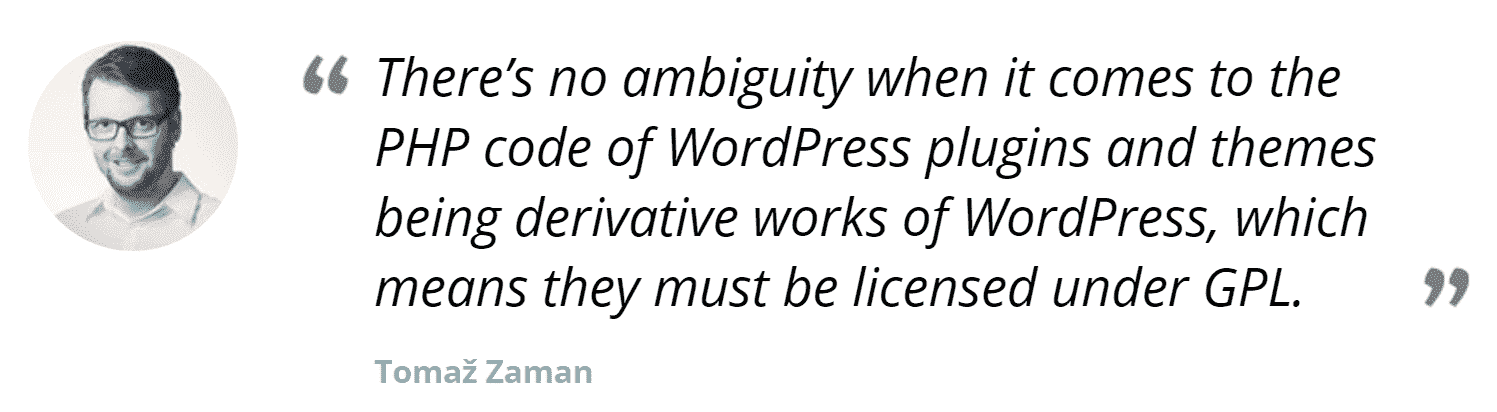 “ There’s no ambiguity when it comes to the
PHP code of WordPress plugins and themes
being derivative works of WordPress, which
means they must be licensed under GPL. ”
Tomaž Zaman